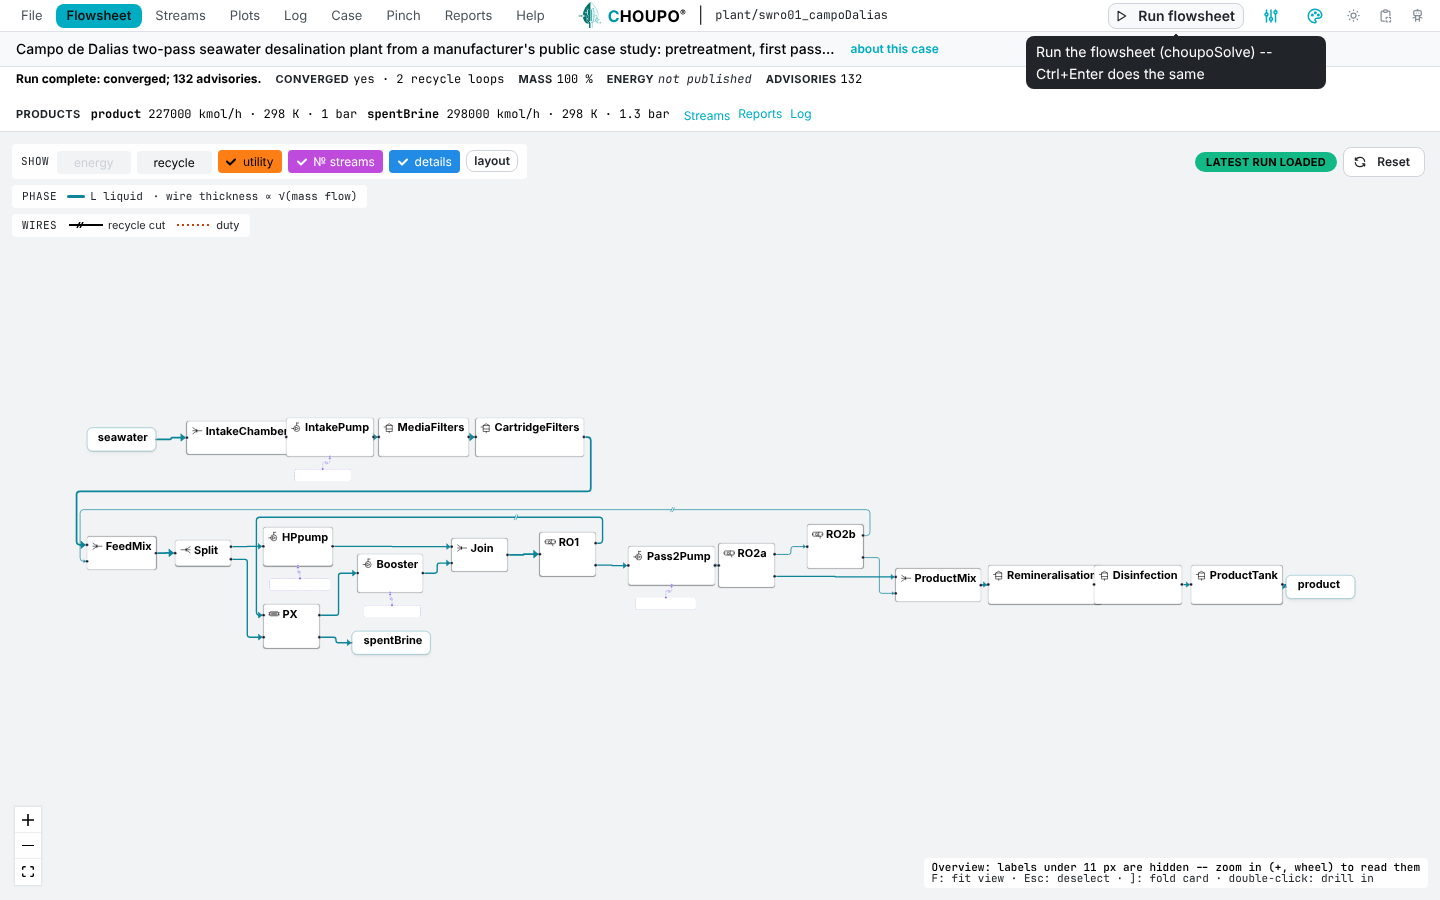 File Flowsheet Streams Plots Log Case Pinch Reports Help CHOUPO® plant/swro01_campoDalias Run flowsheet
Campo de Dalias two-pass seawater desalination plant from a manufacturer's public case study: pretreatment, first pass... about this case
Run the flowsheet (choupoSolve) --
Ctrl+Enter does the same
Run complete: converged; 132 advisories. CONVERGED yes · 2 recycle loops MASS 100 % ENERGY not published ADVISORIES 132
PRODUCTS product 227000 kmol/h · 298 K · 1 bar spentBrine 298000 kmol/h · 298 K · 1.3 bar Streams Reports Log
SHOW energy recycle utility № streams details layout
LATEST RUN LOADED Reset
PHASE L liquid · wire thickness ∝ √(mass flow)
WIRES recycle cut duty
seawater IntakeChamber IntakePump MediaFilters CartridgeFilters
FeedMix Split HPpump Booster Join RO1 Pass2Pump RO2a RO2b
PX
spentBrine
ProductMix Remineralisation Disinfection ProductTank product
Overview: labels under 11 px are hidden -- zoom in (+, wheel) to read them
F: fit view · Esc: deselect · ]: fold card · double-click: drill in